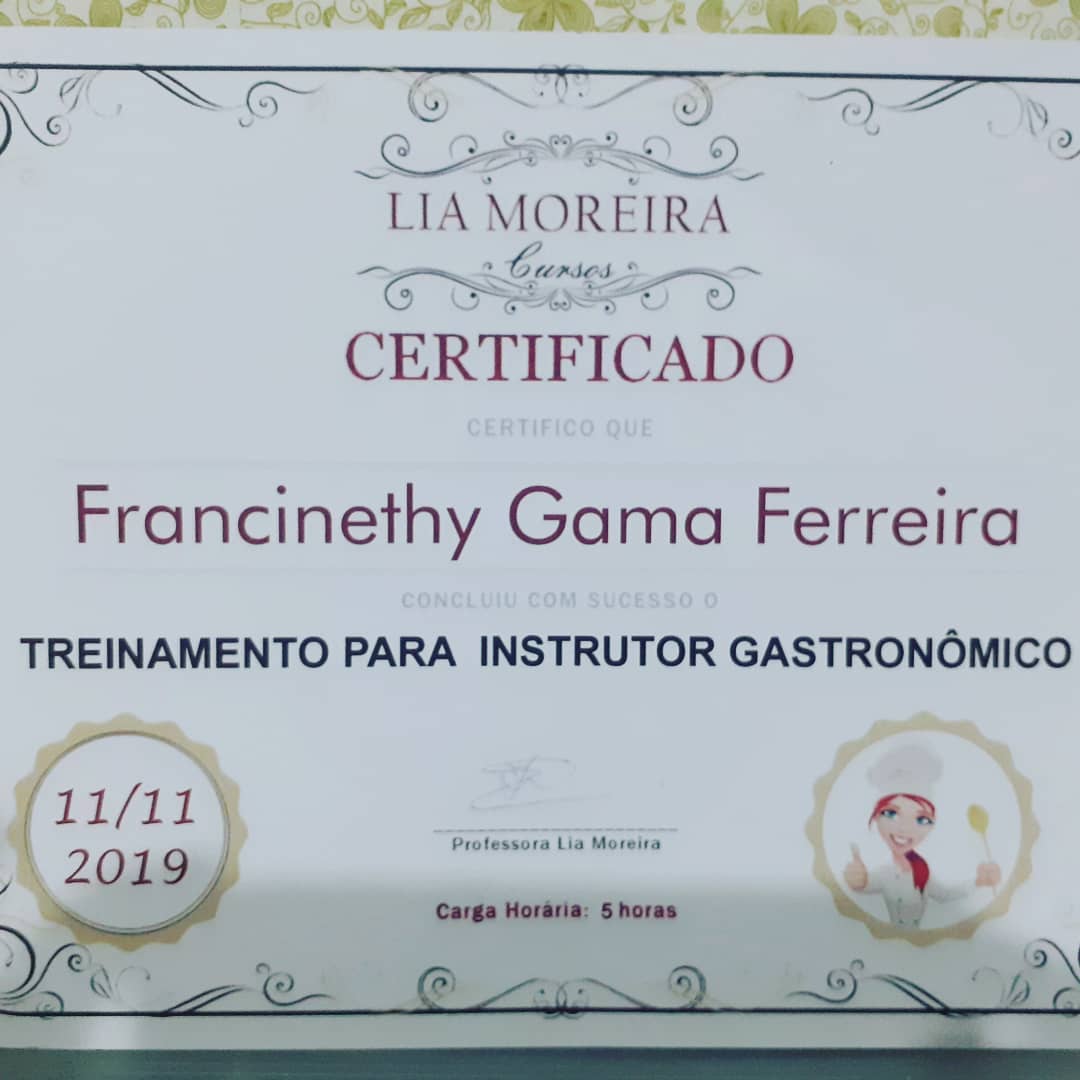 LIA MOREIRA
Cursos
CERTIFICADO
CERTIFICO QUE
Francinethy Gama Ferreira
CONCLUIU COM SUCESSO O
TREINAMENTO PARA INSTRUTOR GASTRONÔMICO
11/11
2019
Professora Lia Moreira
Carga Horária: 5 horas